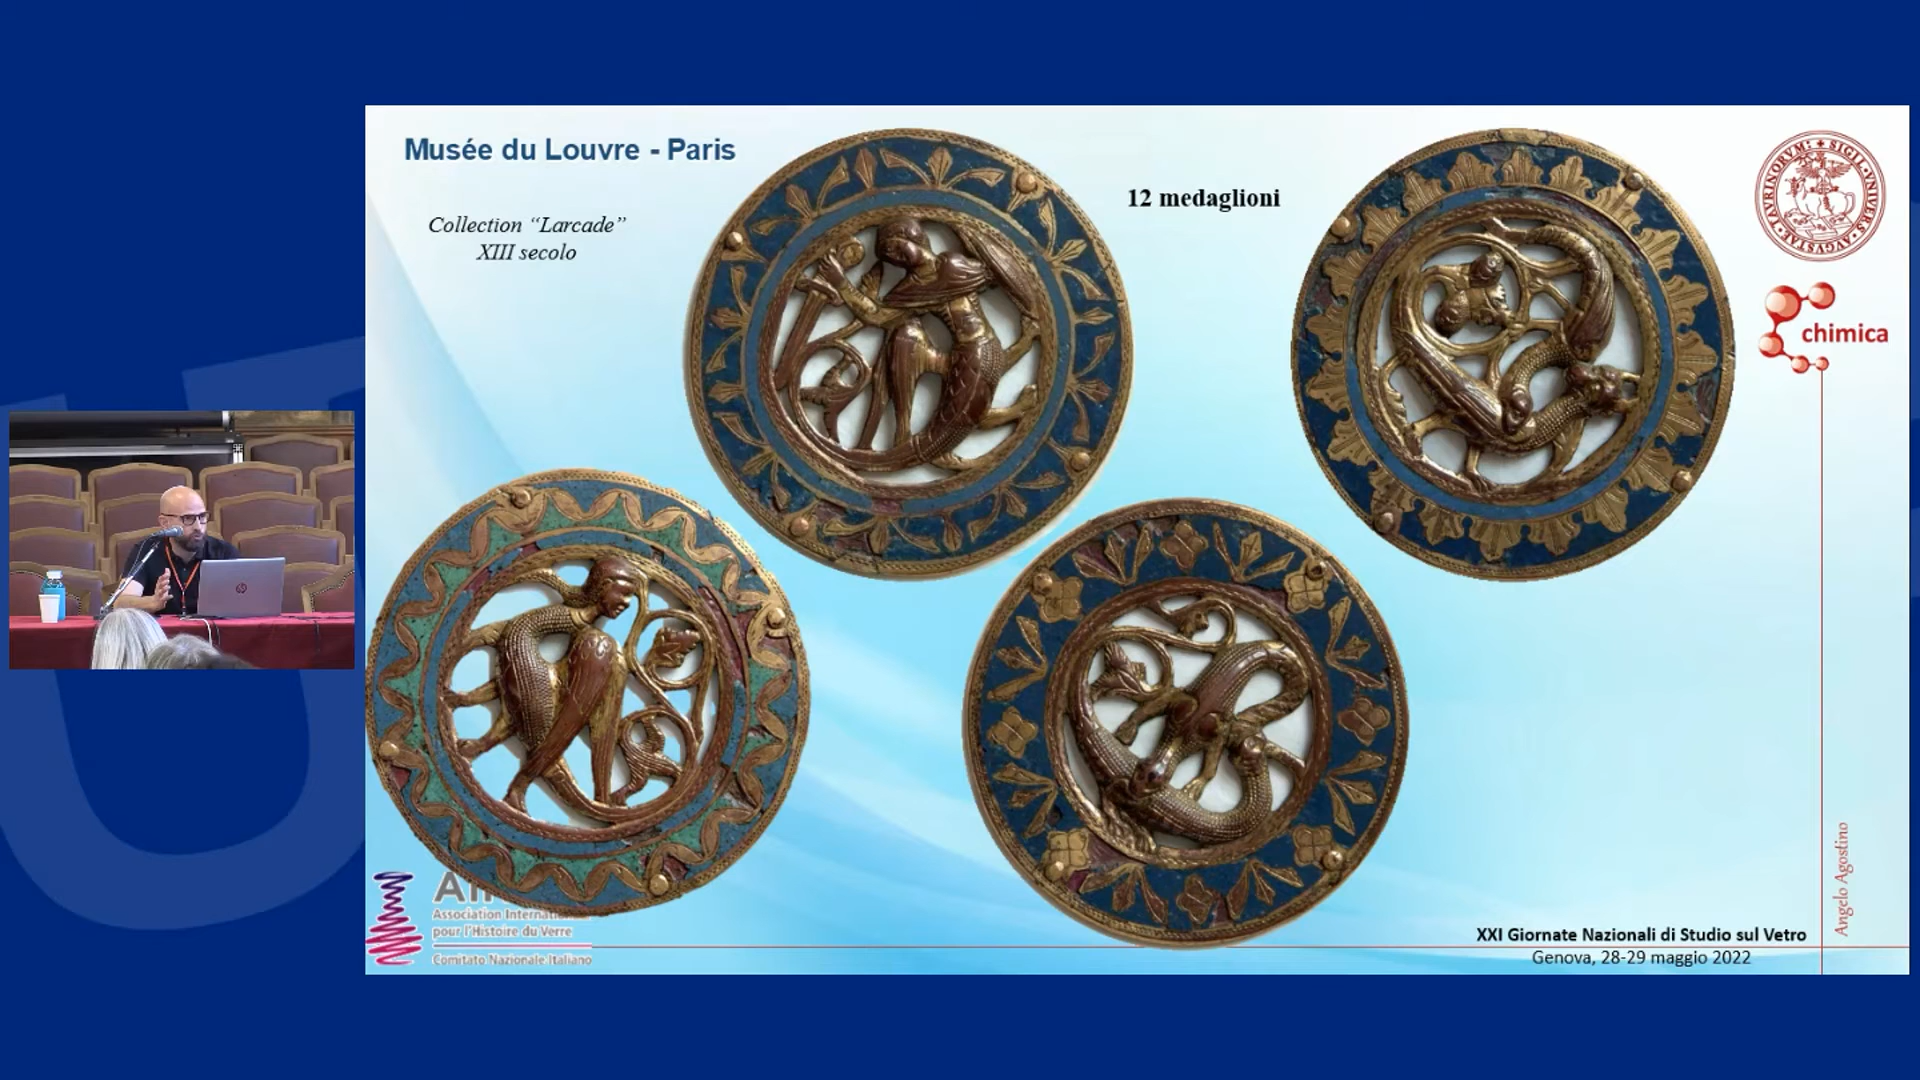 Musée du Louvre - Paris
Collection “Larcade”
XIII secolo
12 medaglioni
chimica
Angelo Agostino
Association Internat
pour l'Histoire du Verre
Comitato Nazionale Italiano
XXI Giornate Nazionali di Studio sul Vetro
Genova, 28-29 maggio 2022